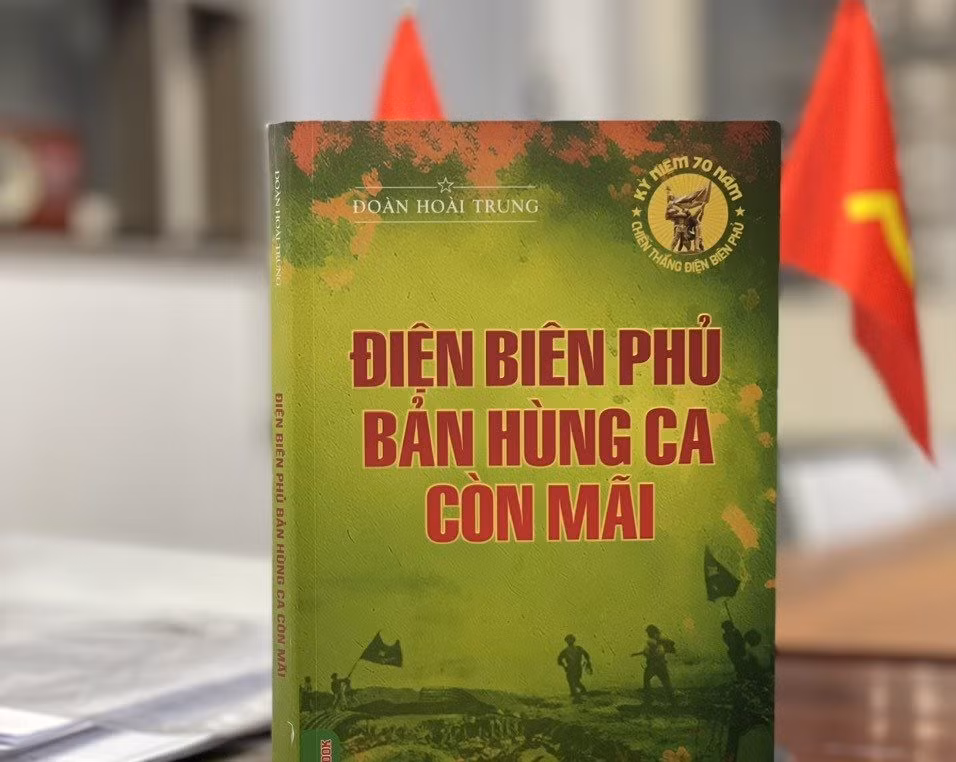 ĐOÀN HOÀI TRUNG
KỶ NIỆM 70 NĂM
CHIẾN THẮNG ĐIỆN BIÊN PHỦ
ĐIỆN BIÊN PHỦ
BẢN HÙNG CA
CÒN MÃI
ĐOÀN HOÀI TRUNG
ĐIỆN BIÊN PHỦ BẢN HÙNG CA CÒN MÃI